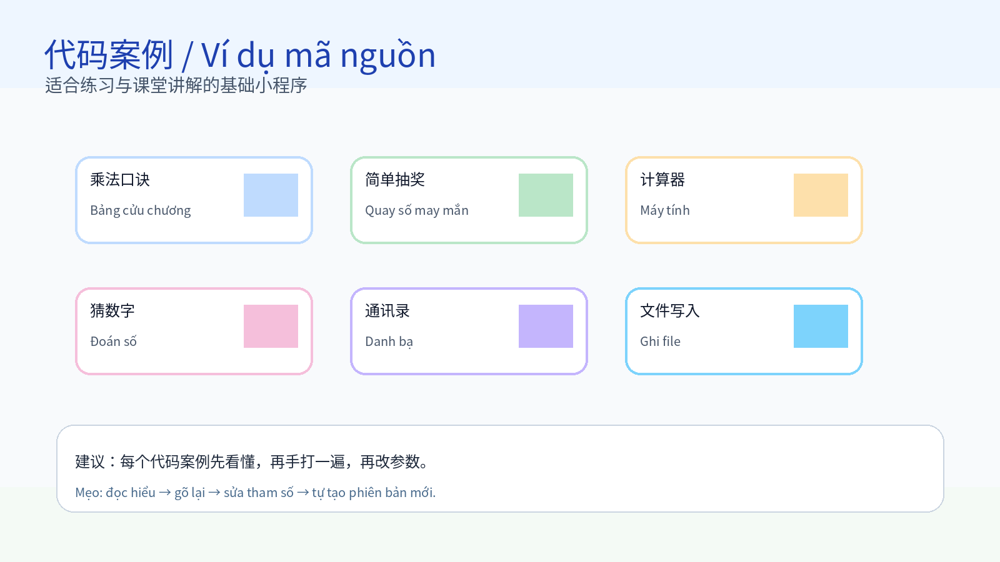 代码案例 / Ví dụ mã nguồn
适合练习与课堂讲解的基础小程序
乘法口诀
Bảng cửu chương
简单抽奖
Quay số may mắn
计算器
Máy tính
猜数字
Đoán số
通讯录
Danh bạ
文件写入
Ghi file
建议：每个代码案例先看懂，再手打一遍，再改参数。
Mẹo: đọc hiểu → gõ lại → sửa tham số → tự tạo phiên bản mới.